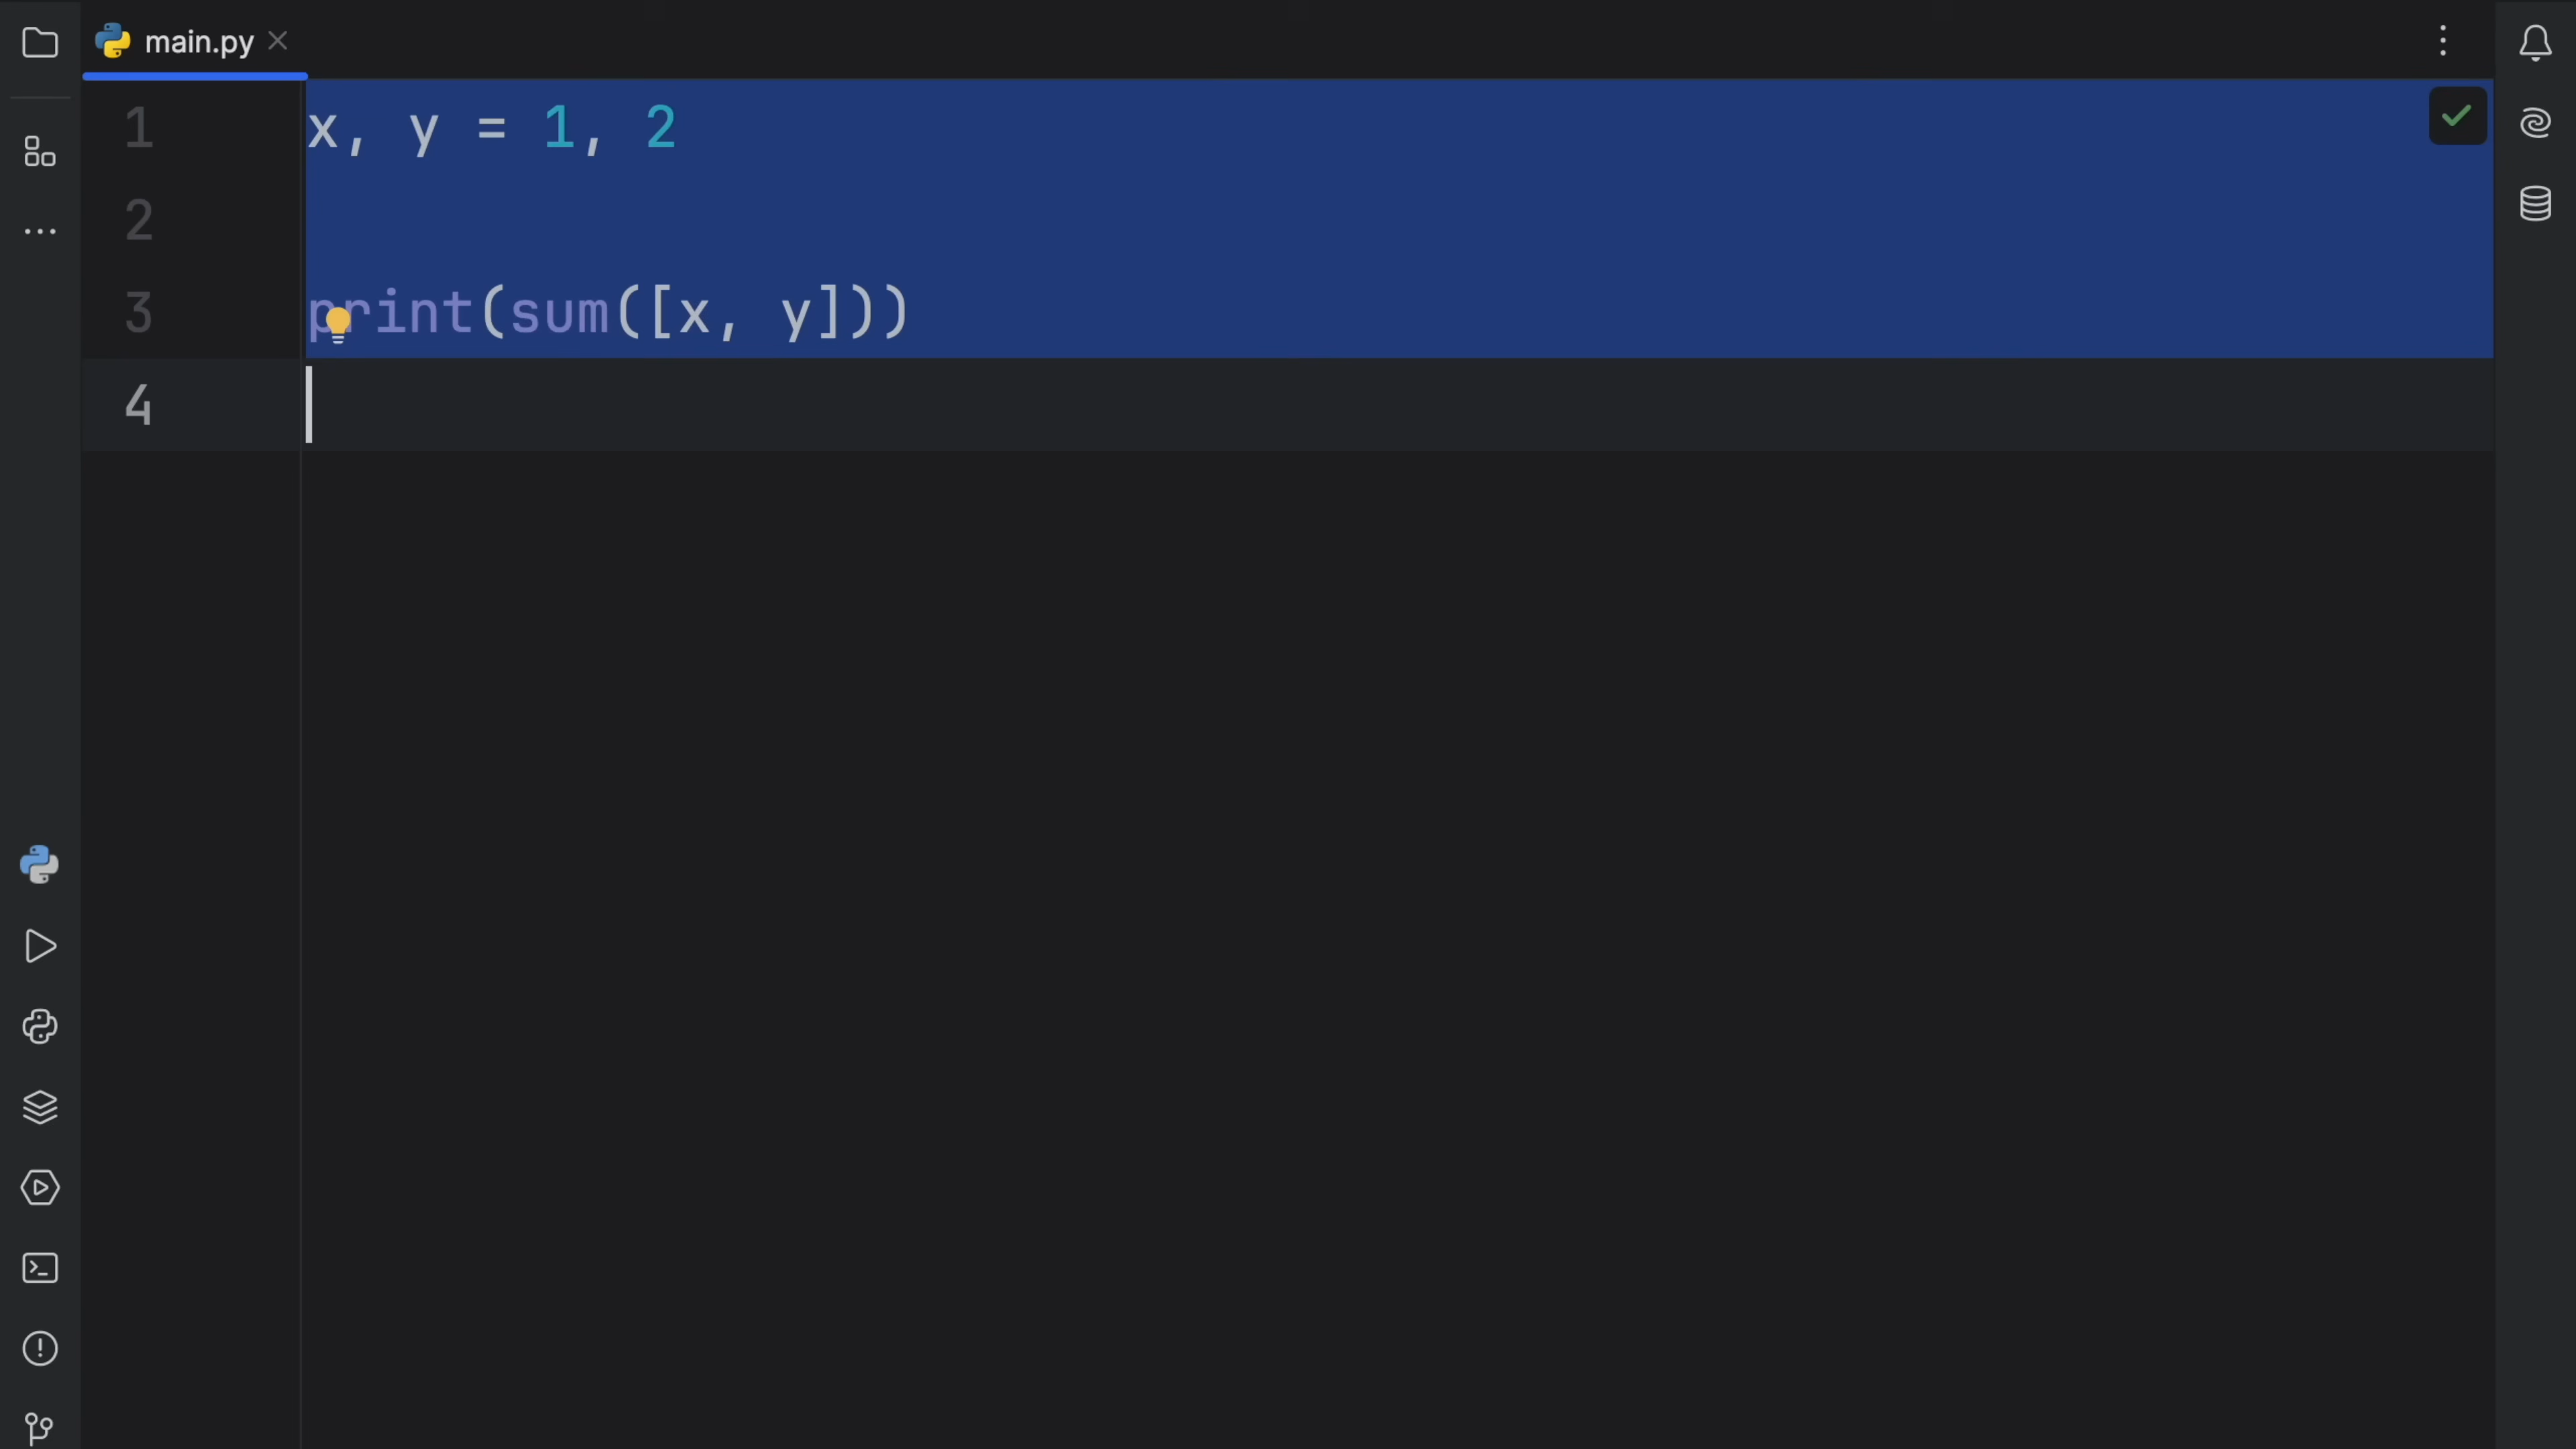 main.py
1 x, y = 1, 2
2
3 print(sum([x, y]))
4